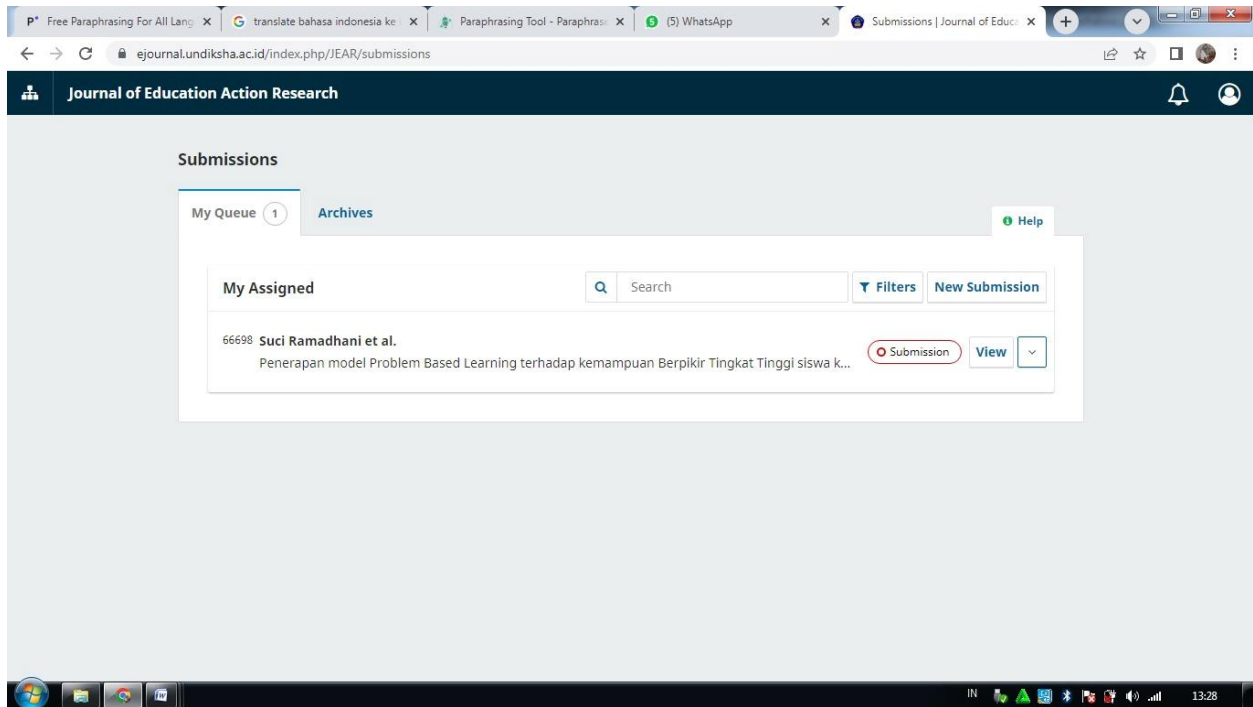 P* Free Paraphrasing For All Lang
translate bahasa indonesia ke
Paraphrasing Tool - Paraphras
(5) WhatsApp
Submissions | Journal of Educa
ejournal.undiksha.ac.id/index.php/JEAR/submissions
Journal of Education Action Research
Submissions
My Queue 1 Archives
Help
My Assigned Search Filters New Submission
66698 Suci Ramadhani et al.
Penerapan model Problem Based Learning terhadap kemampuan Berpikir Tingkat Tinggi siswa k...
Submission View
IN 13:28